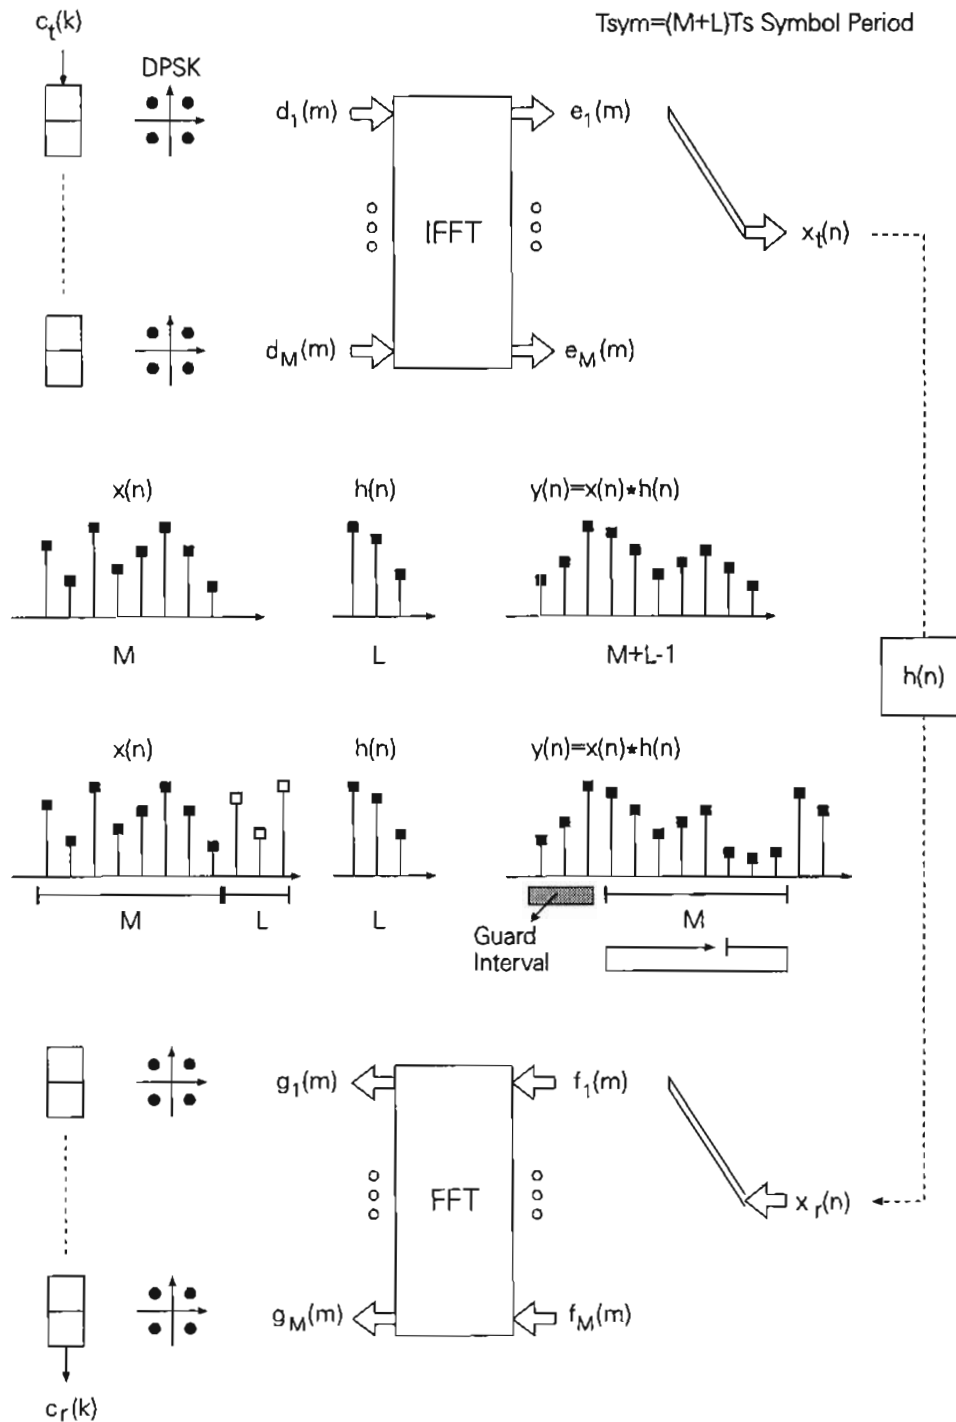 c_t(k)
Tsym=(M+L)Ts Symbol Period
DPSK
d_1(m)
e_1(m)
IFFT
x_t(n)
d_M(m)
e_M(m)
x(n)
h(n)
y(n)=x(n)*h(n)
M
L
M+L-1
h(n)
x(n)
h(n)
y(n)=x(n)*h(n)
M
L
L
M
Guard
Interval
g_1(m)
f_1(m)
FFT
x_r(n)
g_M(m)
f_M(m)
c_r(k)